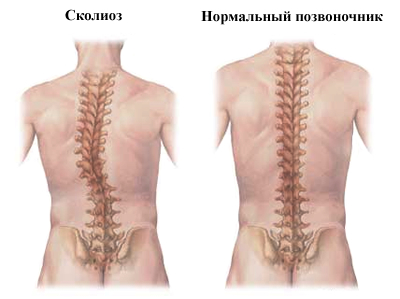 Сколиоз
Нормальный позвоночник